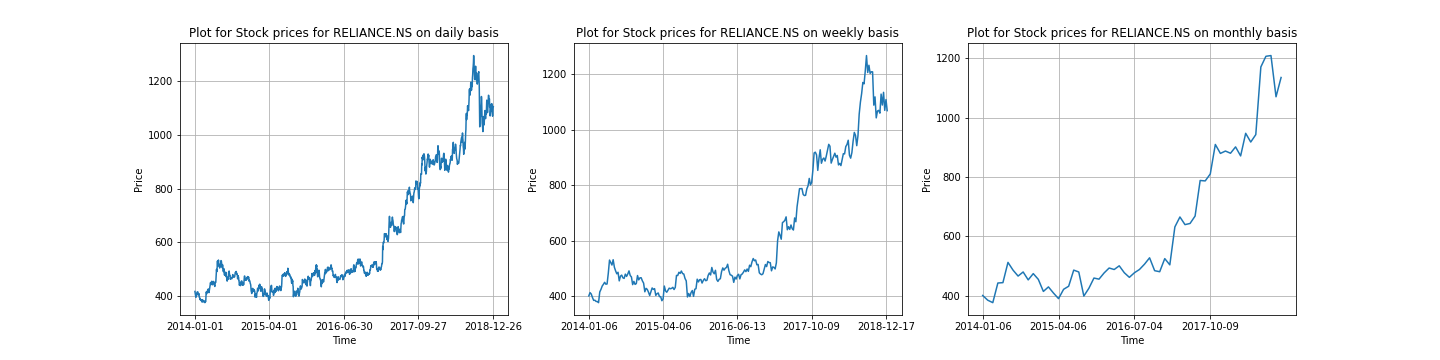 Plot for Stock prices for RELIANCE.NS on daily basis
1200
1000
800
600
400
Price
2014-01-01 2015-04-01 2016-06-30 2017-09-27 2018-12-26
Time
Plot for Stock prices for RELIANCE.NS on weekly basis
1200
1000
800
600
400
Price
2014-01-06 2015-04-06 2016-06-13 2017-10-09 2018-12-17
Time
Plot for Stock prices for RELIANCE.NS on monthly basis
1200
1000
800
600
400
Price
2014-01-06 2015-04-06 2016-07-04 2017-10-09
Time